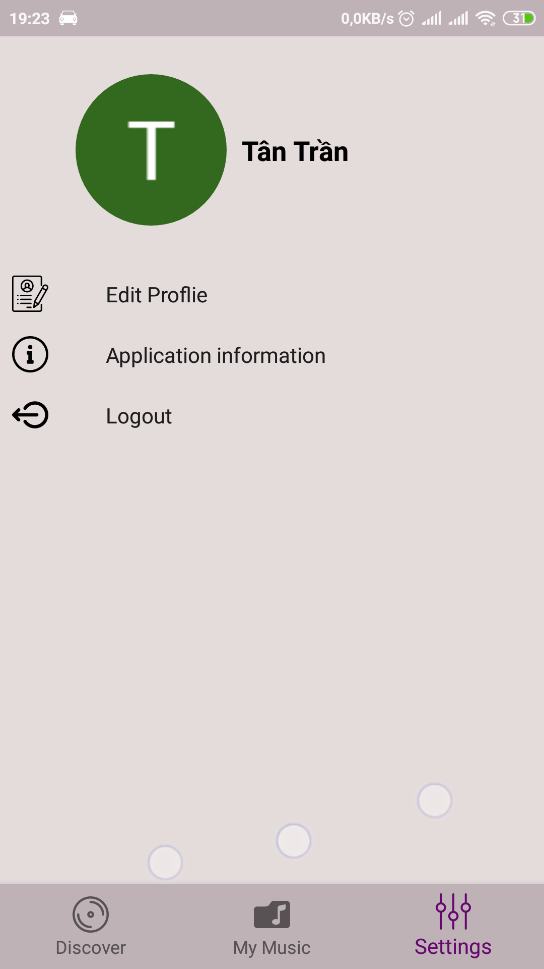 19:23 0,0KB/s 31
T
Tân Trần
Edit Proflie
Application information
Logout
Discover My Music Settings